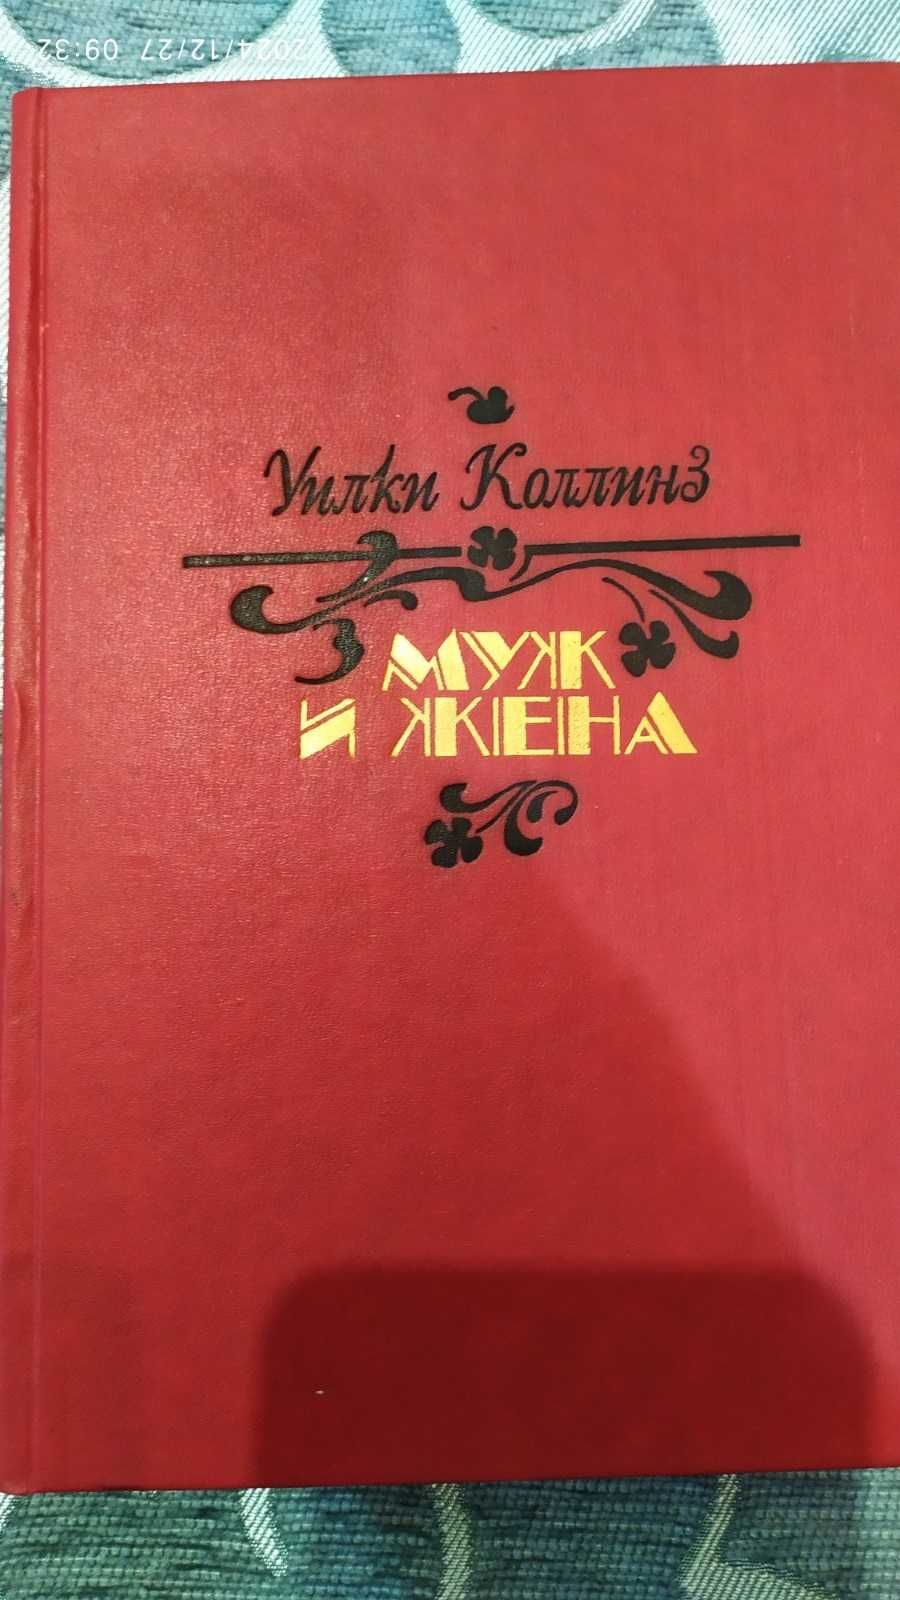 2024/12/27 09:32
Уилки Коллинз
МУЖ
И ЖЕНА